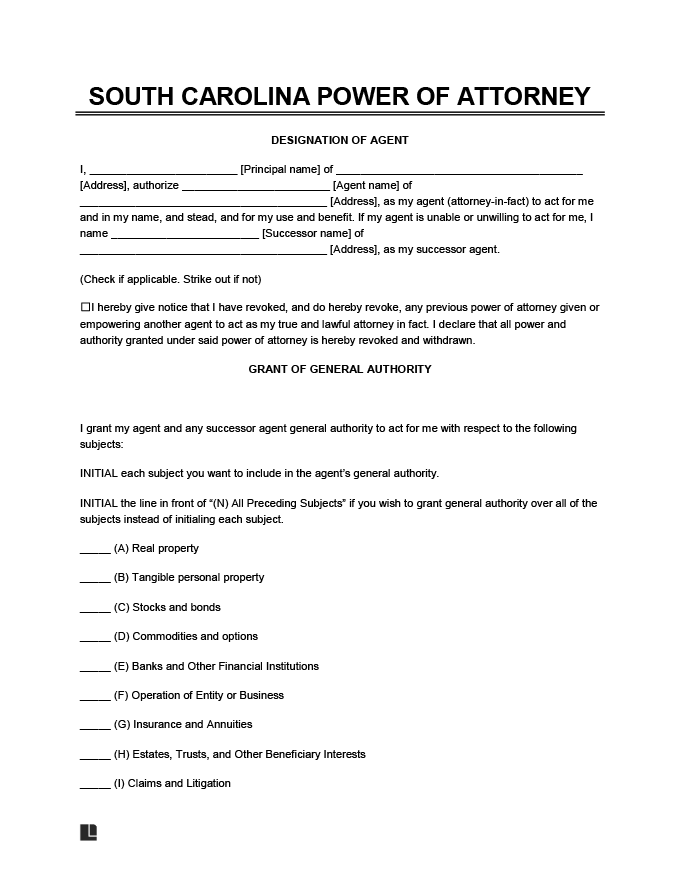 SOUTH CAROLINA POWER OF ATTORNEY
DESIGNATION OF AGENT
I, ________________________ [Principal name] of ________________________________________
[Address], authorize ________________________ [Agent name] of
________________________________________ [Address], as my agent (attorney-in-fact) to act for me
and in my name, and stead, and for my use and benefit. If my agent is unable or unwilling to act for me, I
name ________________________ [Successor name] of
________________________________________ [Address], as my successor agent.
(Check if applicable. Strike out if not)
☐I hereby give notice that I have revoked, and do hereby revoke, any previous power of attorney given or
empowering another agent to act as my true and lawful attorney in fact. I declare that all power and
authority granted under said power of attorney is hereby revoked and withdrawn.
GRANT OF GENERAL AUTHORITY
I grant my agent and any successor agent general authority to act for me with respect to the following
subjects:
INITIAL each subject you want to include in the agent’s general authority.
INITIAL the line in front of “(N) All Preceding Subjects” if you wish to grant general authority over all of the
subjects instead of initialing each subject.
_____ (A) Real property
_____ (B) Tangible personal property
_____ (C) Stocks and bonds
_____ (D) Commodities and options
_____ (E) Banks and Other Financial Institutions
_____ (F) Operation of Entity or Business
_____ (G) Insurance and Annuities
_____ (H) Estates, Trusts, and Other Beneficiary Interests
_____ (I) Claims and Litigation